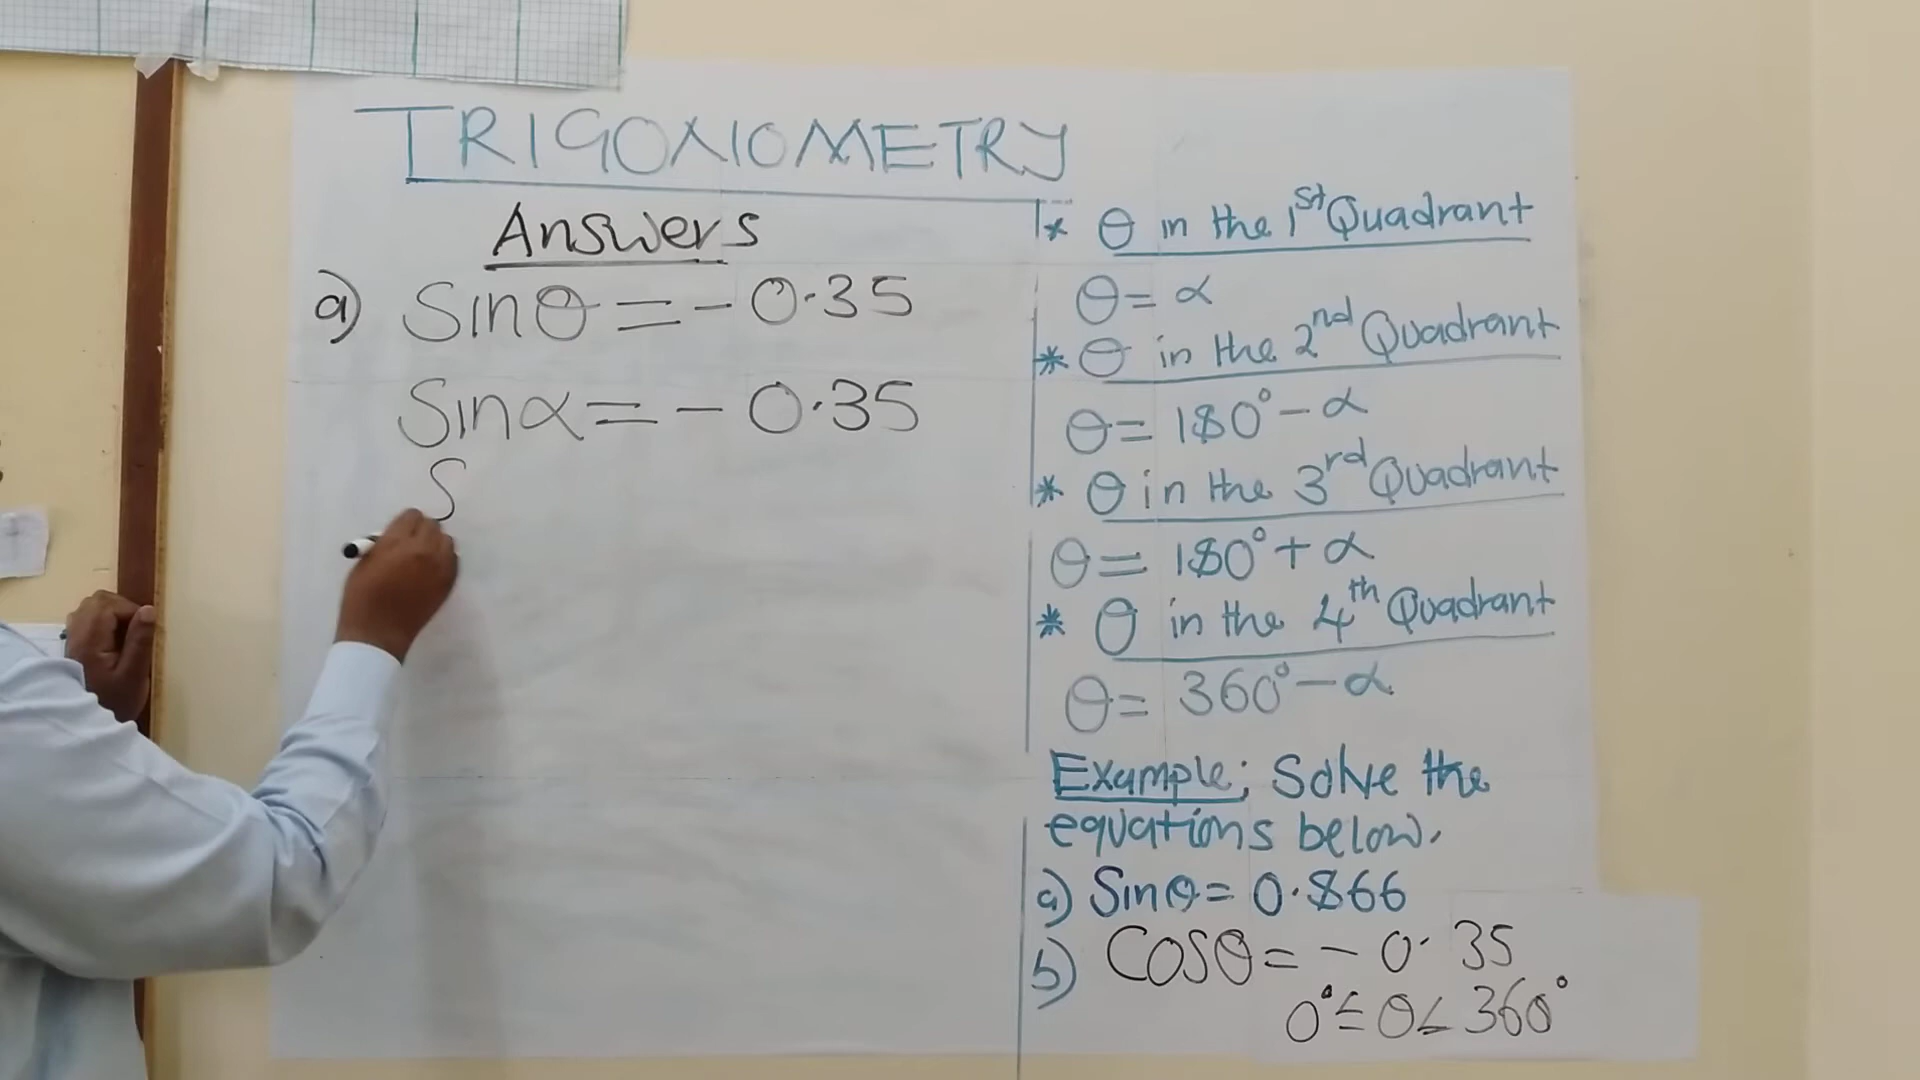 TRIGONIOMETRY
Answers
a) Sinθ = - 0.35
Sinα = - 0.35
S
* θ in the 1st Quadrant
θ = α
* θ in the 2nd Quadrant
θ = 180° - α
* θ in the 3rd Quadrant
θ = 180° + α
* θ in the 4th Quadrant
θ = 360° - α
Example; Solve the
equations below.
a) Sinθ = 0.866
b) COSθ = - 0.35
0° ≤ θ ≤ 360°